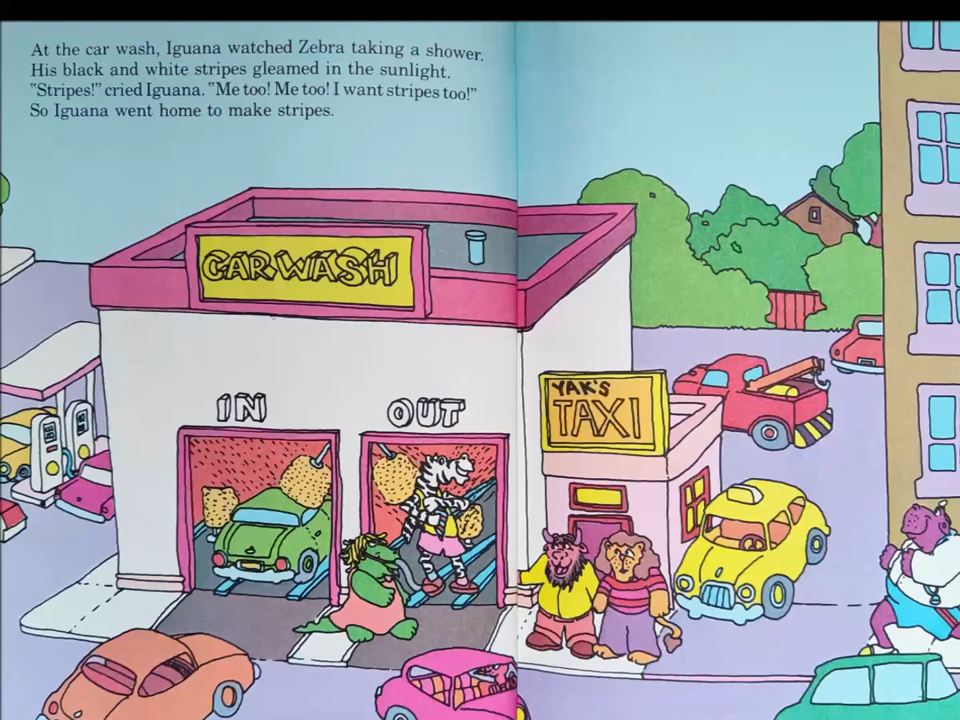 At the car wash, Iguana watched Zebra taking a shower.
His black and white stripes gleamed in the sunlight.
"Stripes!" cried Iguana. "Me too! Me too! I want stripes too!"
So Iguana went home to make stripes.
CAR WASH
IN
OUT
YAK'S
TAXI